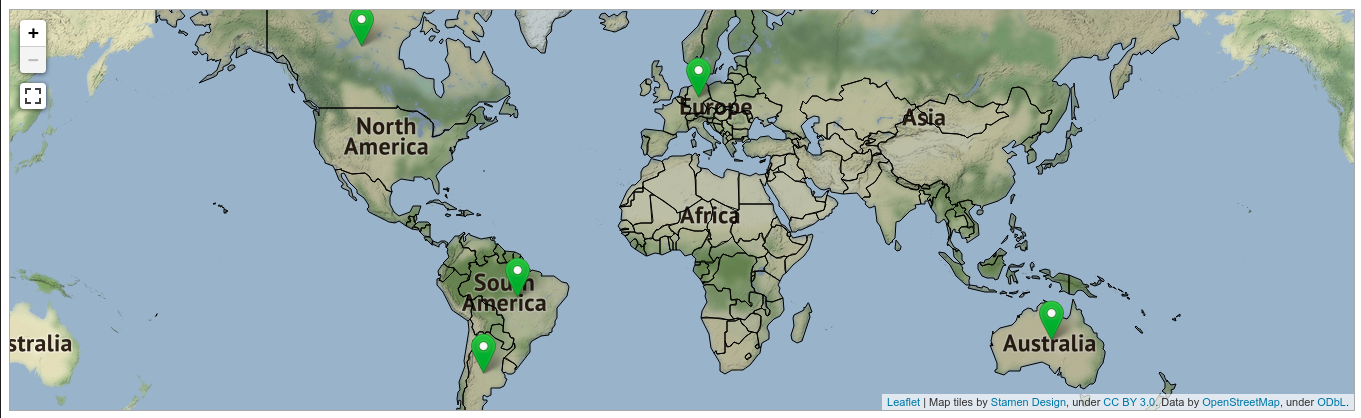 +
−
North
America
Europe
Asia
Africa
South
America
stralia
Australia
Leaflet | Map tiles by Stamen Design, under CC BY 3.0. Data by OpenStreetMap, under ODbL.